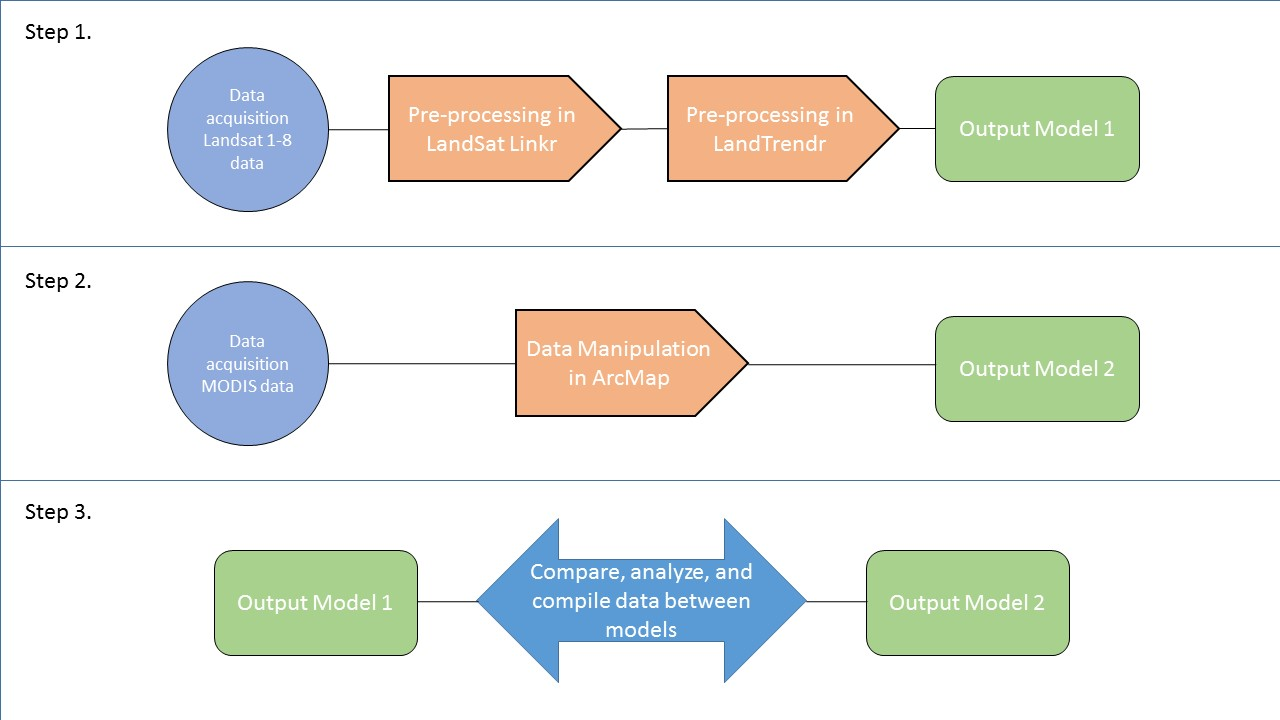 Step 1.
Data
acquisition
Landsat 1-8
data
Pre-processing in
LandSat Linkr
Pre-processing in
LandTrendr
Output Model 1
Step 2.
Data
acquisition
MODIS data
Data Manipulation
in ArcMap
Output Model 2
Step 3.
Output Model 1
Compare, analyze, and
compile data between
models
Output Model 2